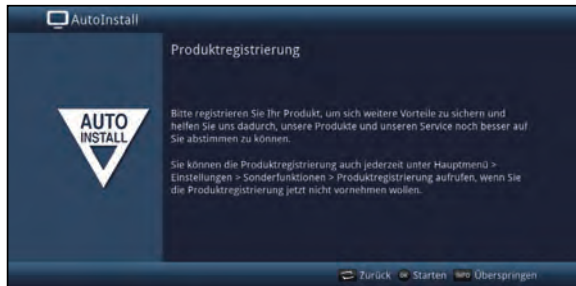 AutoInstall
Produktregistrierung
AUTO
INSTALL
Bitte registrieren Sie Ihr Produkt, um sich weitere Vorteile zu sichern und
helfen Sie uns dadurch, unsere Produkte und unseren Service noch besser auf
Sie abstimmen zu können.
Sie können die Produktregistrierung auch jederzeit unter Hauptmenü >
Einstellungen > Sonderfunktionen > Produktregistrierung aufrufen, wenn Sie
die Produktregistrierung jetzt nicht vornehmen wollen.
Zurück OK Starten INFO Überspringen